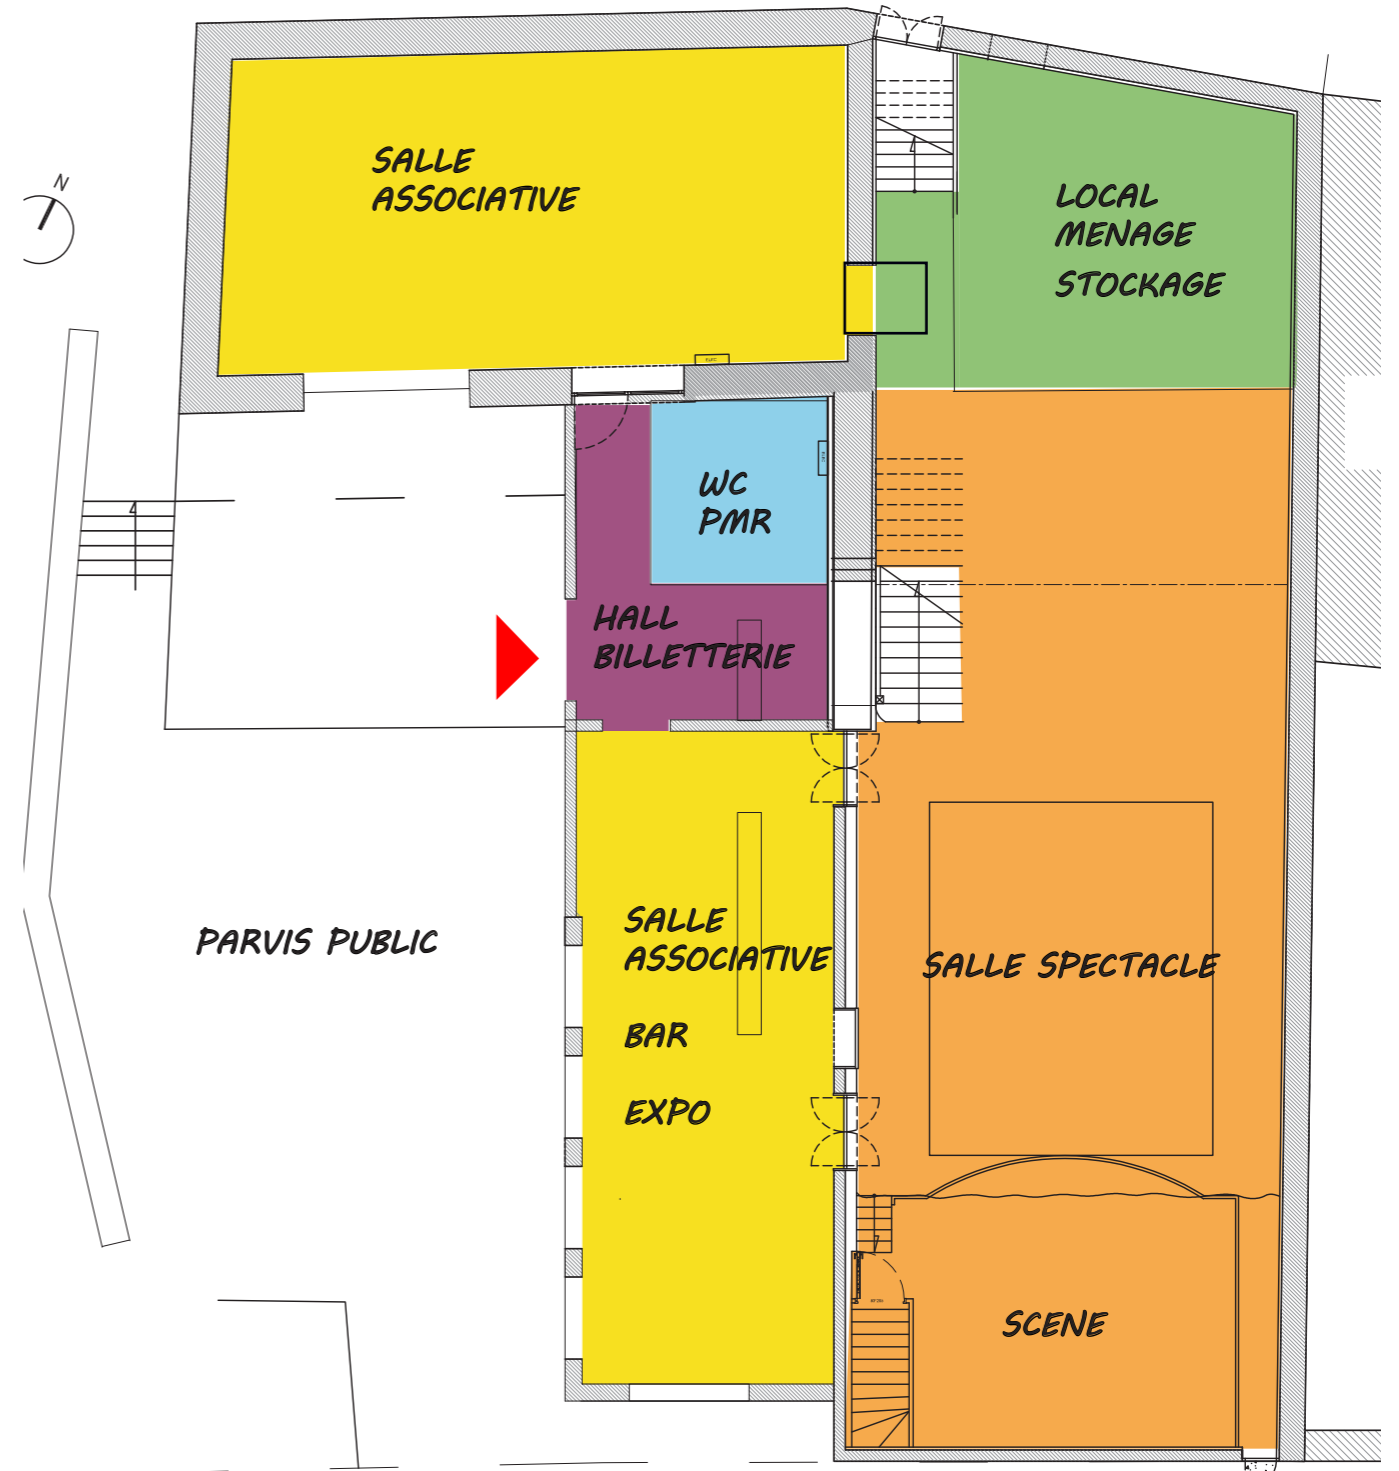 SALLE
ASSOCIATIVE
N
LOCAL
MENAGE
STOCKAGE
WC
PMR
HALL
BILLETTERIE
PARVIS PUBLIC
SALLE
ASSOCIATIVE
BAR
EXPO
SALLE SPECTACLE
SCENE